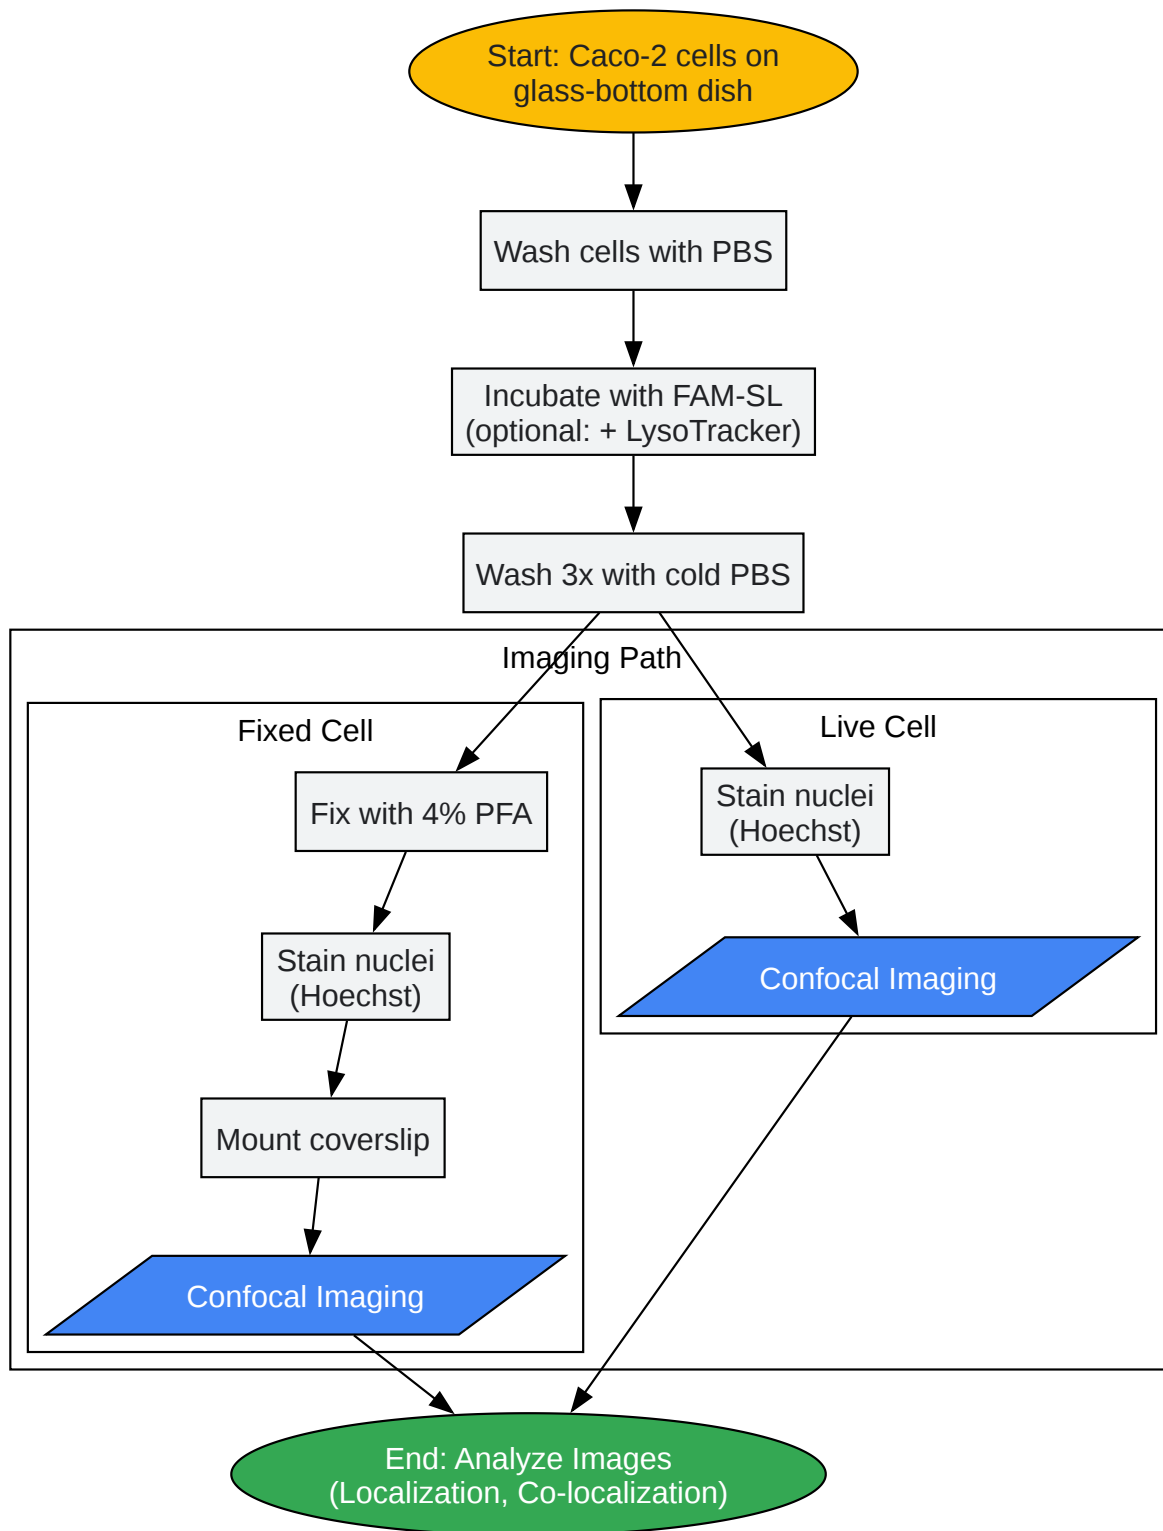 Start: Caco-2 cells on
glass-bottom dish
Wash cells with PBS
Incubate with FAM-SL
(optional: + LysoTracker)
Wash 3x with cold PBS
Imaging Path
Fixed Cell
Fix with 4% PFA
Stain nuclei
(Hoechst)
Mount coverslip
Confocal Imaging
Live Cell
Stain nuclei
(Hoechst)
Confocal Imaging
End: Analyze Images
(Localization, Co-localization)